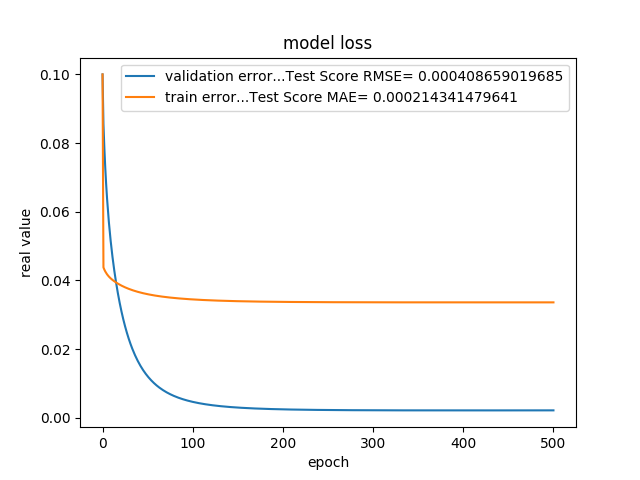 model loss
validation error...Test Score RMSE= 0.000408659019685
train error...Test Score MAE= 0.000214341479641
real value
0.10
0.08
0.06
0.04
0.02
0.00
0 100 200 300 400 500
epoch